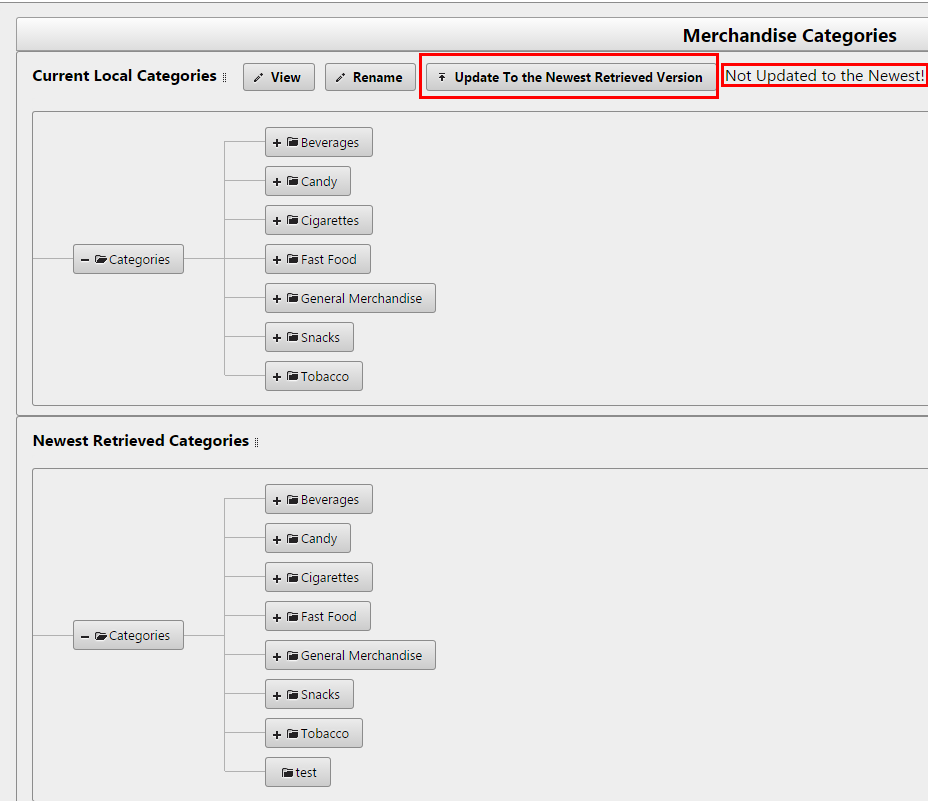 Merchandise Categories
Current Local Categories View Rename Update To the Newest Retrieved Version Not Updated to the Newest!
Beverages
Candy
Cigarettes
Fast Food
Categories
General Merchandise
Snacks
Tobacco
Newest Retrieved Categories
Beverages
Candy
Cigarettes
Fast Food
Categories
General Merchandise
Snacks
Tobacco
test